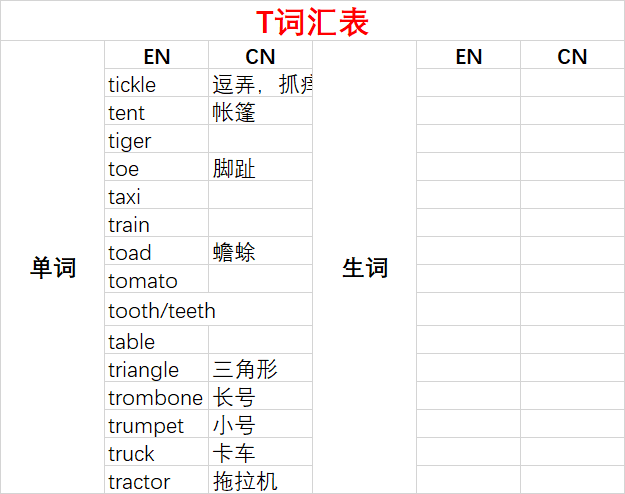 T词汇表
EN CN EN CN
单词 生词
tickle 逗弄，抓痒
tent 帐篷
tiger
toe 脚趾
taxi
train
toad 蟾蜍
tomato
tooth/teeth
table
triangle 三角形
trombone 长号
trumpet 小号
truck 卡车
tractor 拖拉机